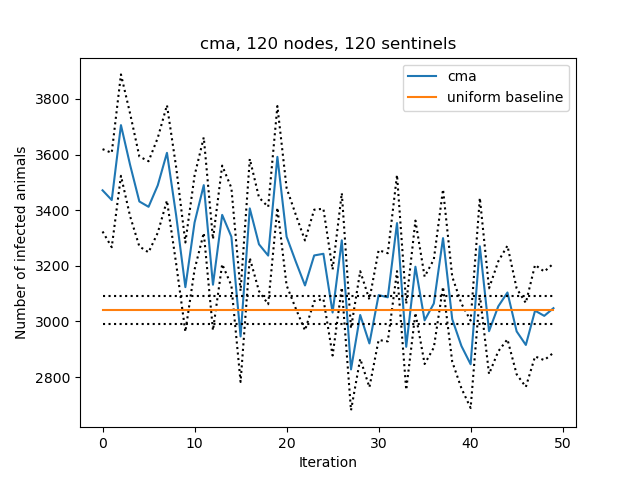 cma, 120 nodes, 120 sentinels
cma
uniform baseline
Number of infected animals
3800
3600
3400
3200
3000
2800
0 10 20 30 40 50
Iteration